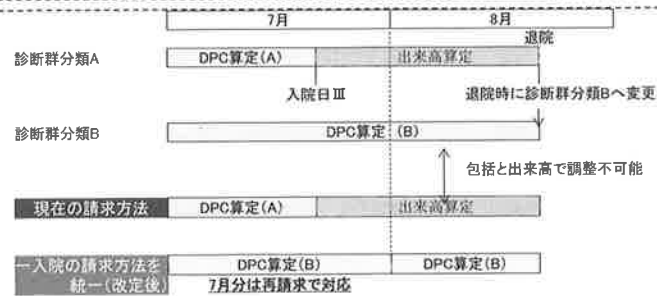 7月 8月
退院
診断群分類A DPC算定(A) 出来高算定
入院日Ⅲ 退院時に診断群分類Bへ変更
診断群分類B DPC算定 (B)
包括と出来高で調整不可能
現在の請求方法 DPC算定(A) 出来高算定
一入院の請求方法を
統一(改定後)
DPC算定(B) DPC算定(B)
7月分は再請求で対応